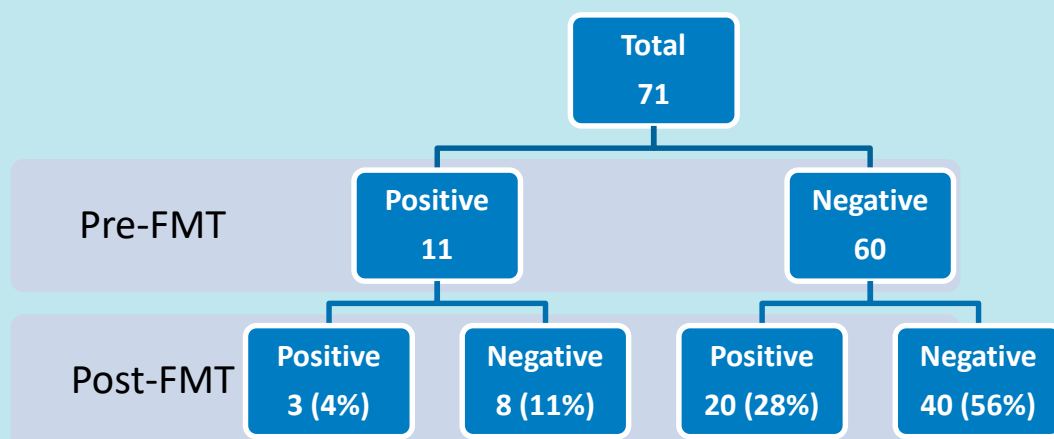 Total
71
Pre-FMT
Positive
11
Negative
60
Post-FMT
Positive
3 (4%)
Negative
8 (11%)
Positive
20 (28%)
Negative
40 (56%)